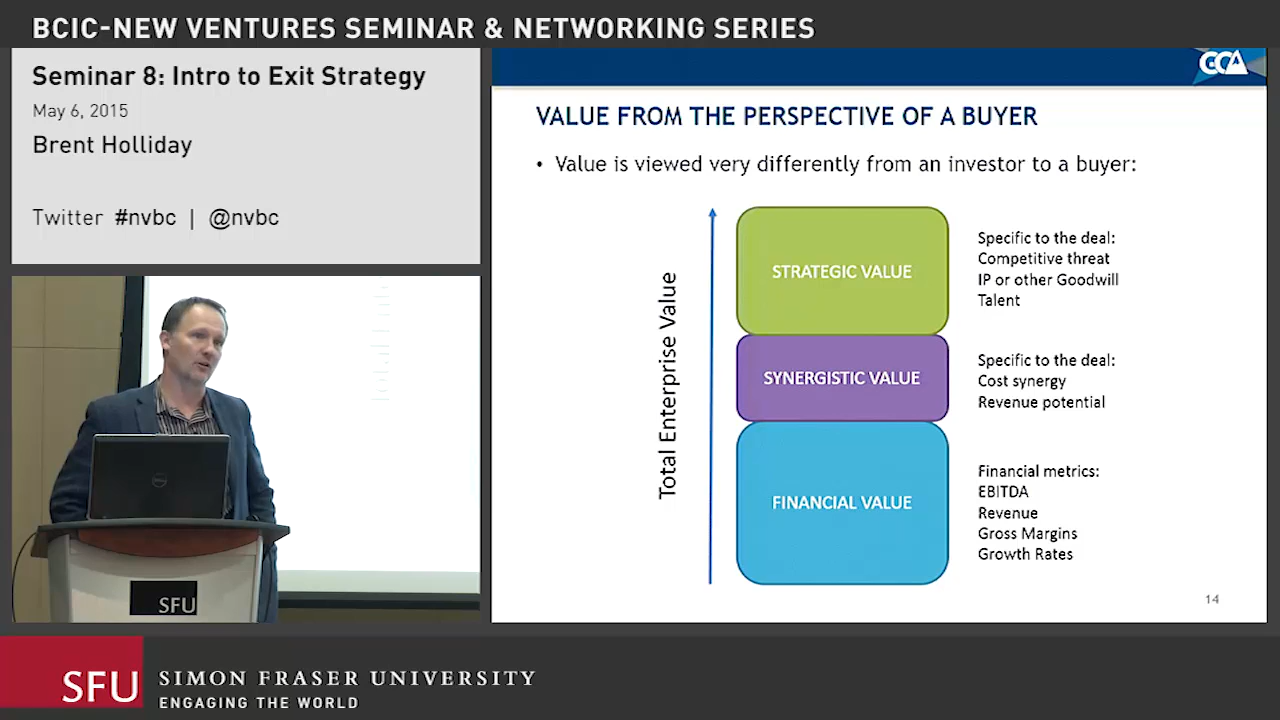 BCIC-NEW VENTURES SEMINAR & NETWORKING SERIES
Seminar 8: Intro to Exit Strategy
May 6, 2015
Brent Holliday
Twitter #nvbc | @nvbc
CCA
VALUE FROM THE PERSPECTIVE OF A BUYER
• Value is viewed very differently from an investor to a buyer:
Total Enterprise Value
STRATEGIC VALUE
Specific to the deal:
Competitive threat
IP or other Goodwill
Talent
SYNERGISTIC VALUE
Specific to the deal:
Cost synergy
Revenue potential
FINANCIAL VALUE
Financial metrics:
EBITDA
Revenue
Gross Margins
Growth Rates
14
SFU
SFU
SIMON FRASER UNIVERSITY
ENGAGING THE WORLD